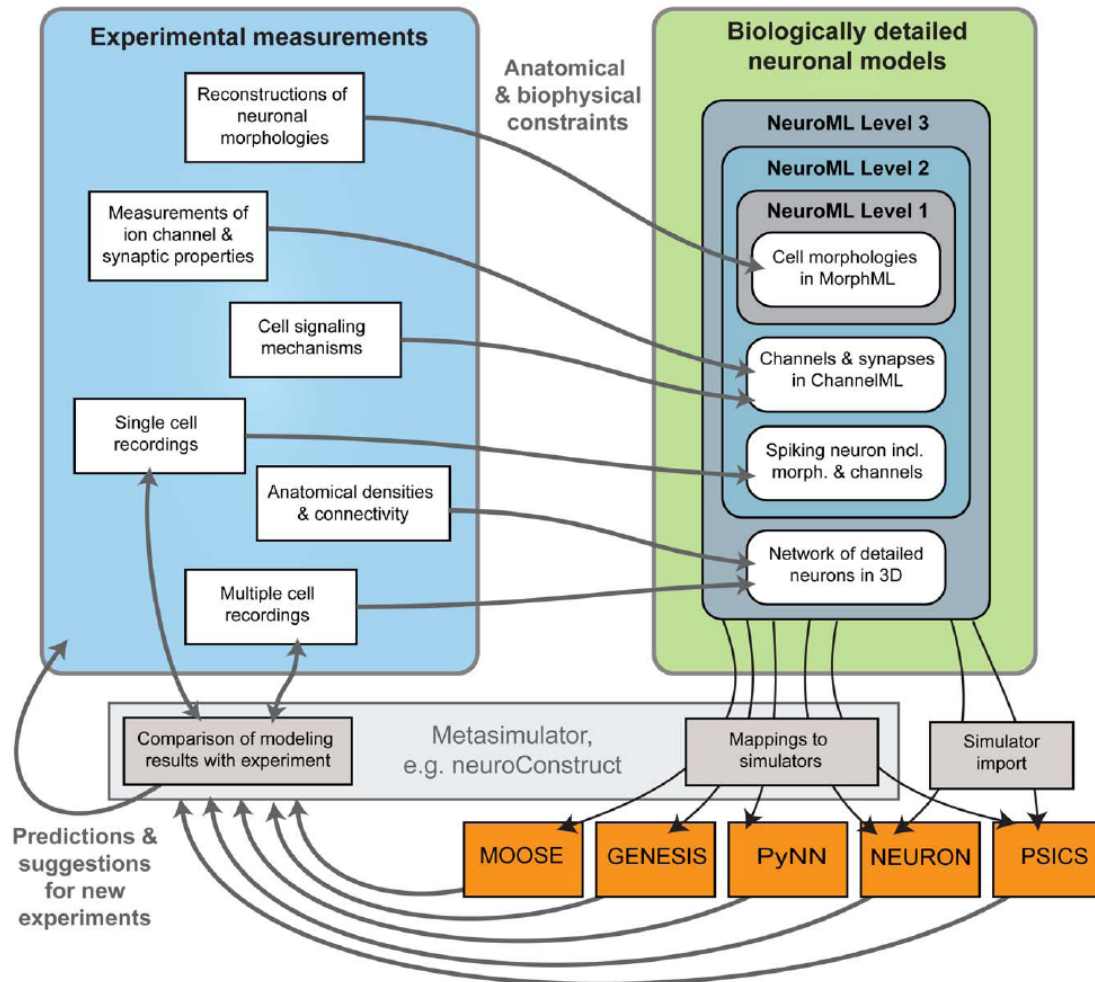 Experimental measurements
Reconstructions of
neuronal
morphologies
Measurements of
ion channel &
synaptic properties
Cell signaling
mechanisms
Single cell
recordings
Anatomical densities
& connectivity
Multiple cell
recordings
Anatomical
& biophysical
constraints
Biologically detailed
neuronal models
NeuroML Level 3
NeuroML Level 2
NeuroML Level 1
Cell morphologies
in MorphML
Channels & synapses
in ChannelML
Spiking neuron incl.
morph. & channels
Network of detailed
neurons in 3D
Comparison of modeling
results with experiment
Metasimulator,
e.g. neuroConstruct
Mappings to
simulators
Simulator
import
Predictions &
suggestions
for new
experiments
MOOSE
GENESIS
PyNN
NEURON
PSICS